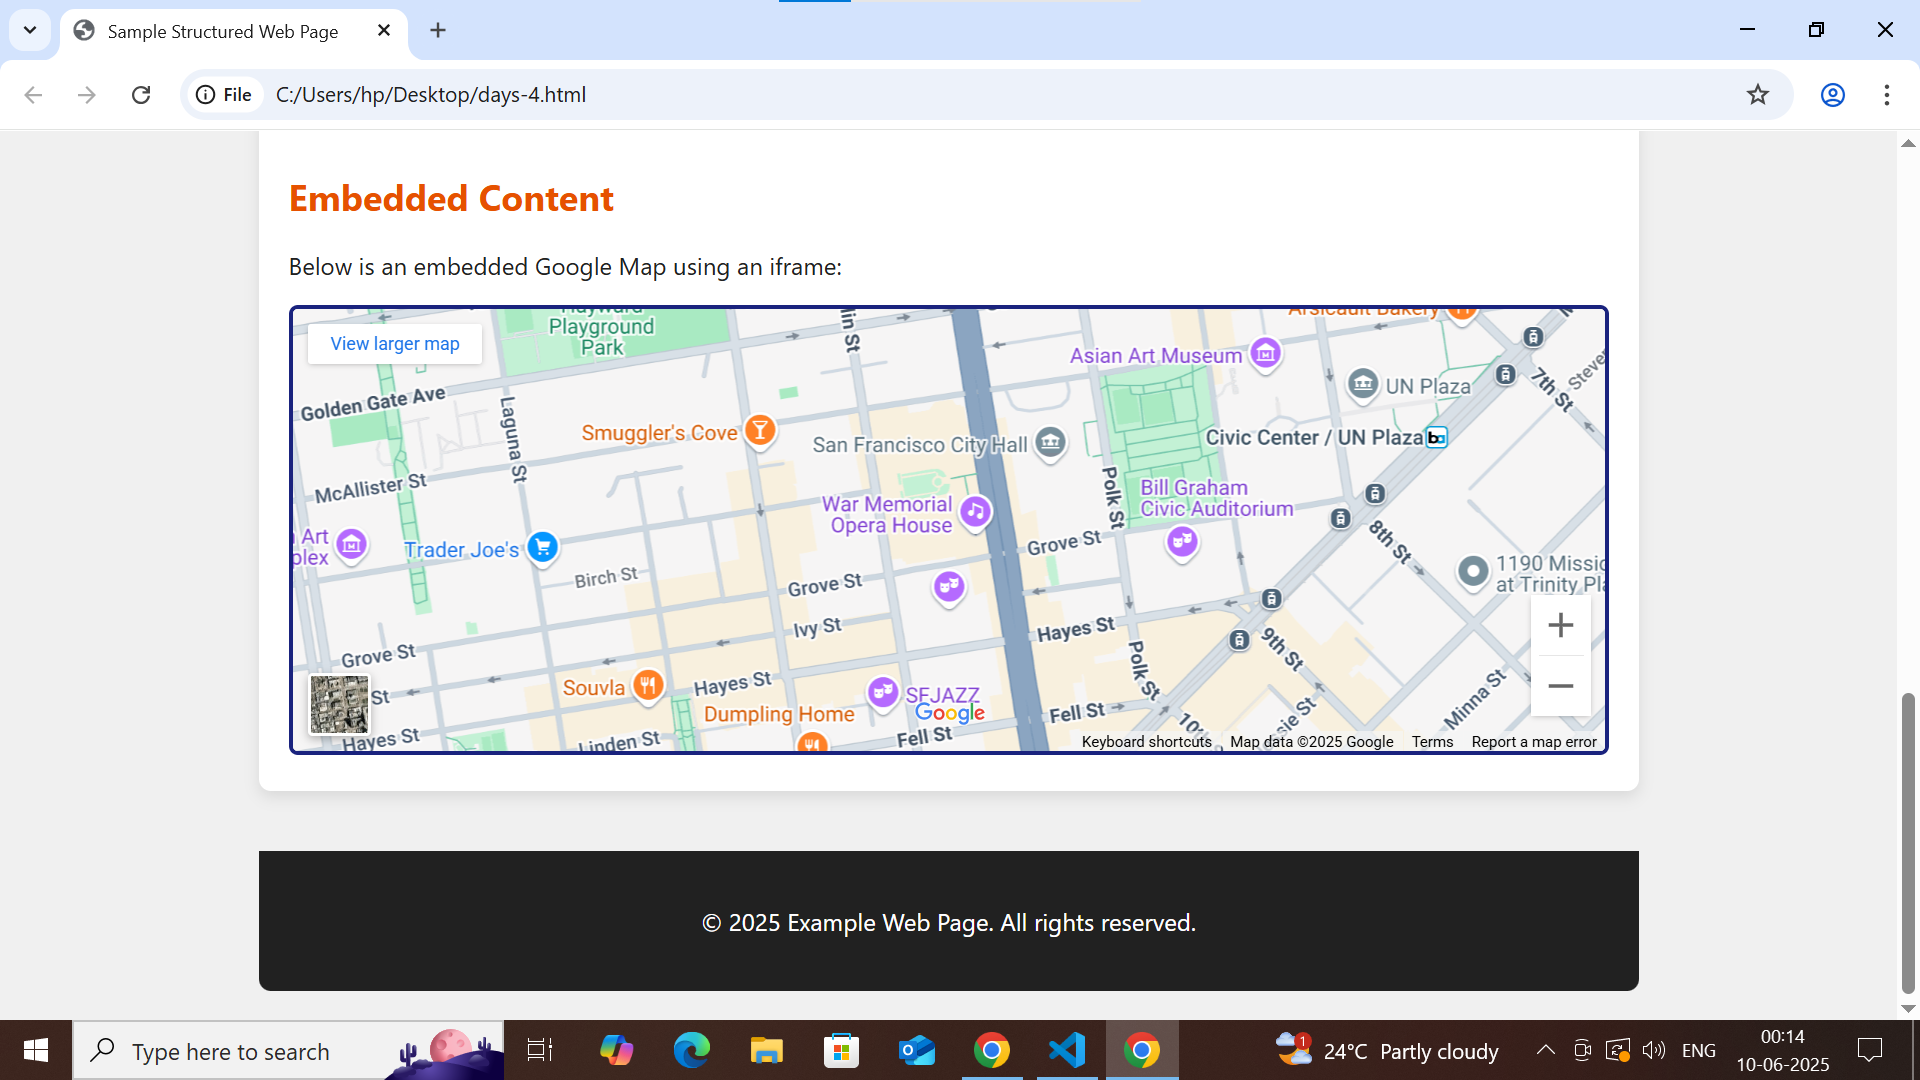 Sample Structured Web Page
File
C:/Users/hp/Desktop/days-4.html
Embedded Content
Below is an embedded Google Map using an iframe:
View larger map
Playground
Park
Golden Gate Ave
Laguna St
McAllister St
Art
Trader Joe's
Birch St
Smuggler's Cove
San Francisco City Hall
War Memorial
Opera House
Asian Art Museum
Arsicault Bakery
UN Plaza
Civic Center / UN Plaza
Bill Graham
Civic Auditorium
Polk St
7th St
8th St
1190 Missio
at Trinity Pla
Grove St
Grove St
Grove St
Ivy St
Hayes St
Polk St
9th St
Minna St
Souvla
Hayes St
Dumpling Home
SFJAZZ
Google
Fell St
Fell St
10th
St
Hayes St
Linden St
Keyboard shortcuts
Map data ©2025 Google
Terms
Report a map error
© 2025 Example Web Page. All rights reserved.
Type here to search
1
24°C Partly cloudy
ENG
00:14
10-06-2025